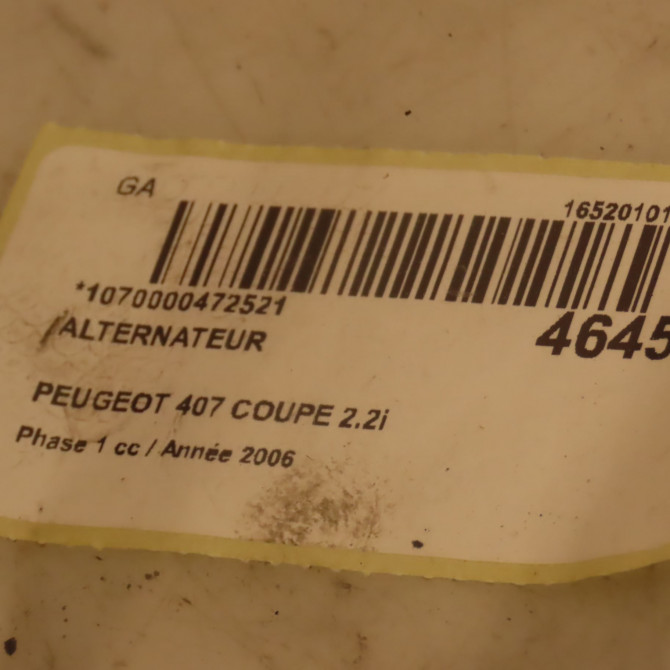 GA
16520101
*1070000472521
4645
ALTERNATEUR
PEUGEOT 407 COUPE 2.2i
Phase 1 cc / Année 2006